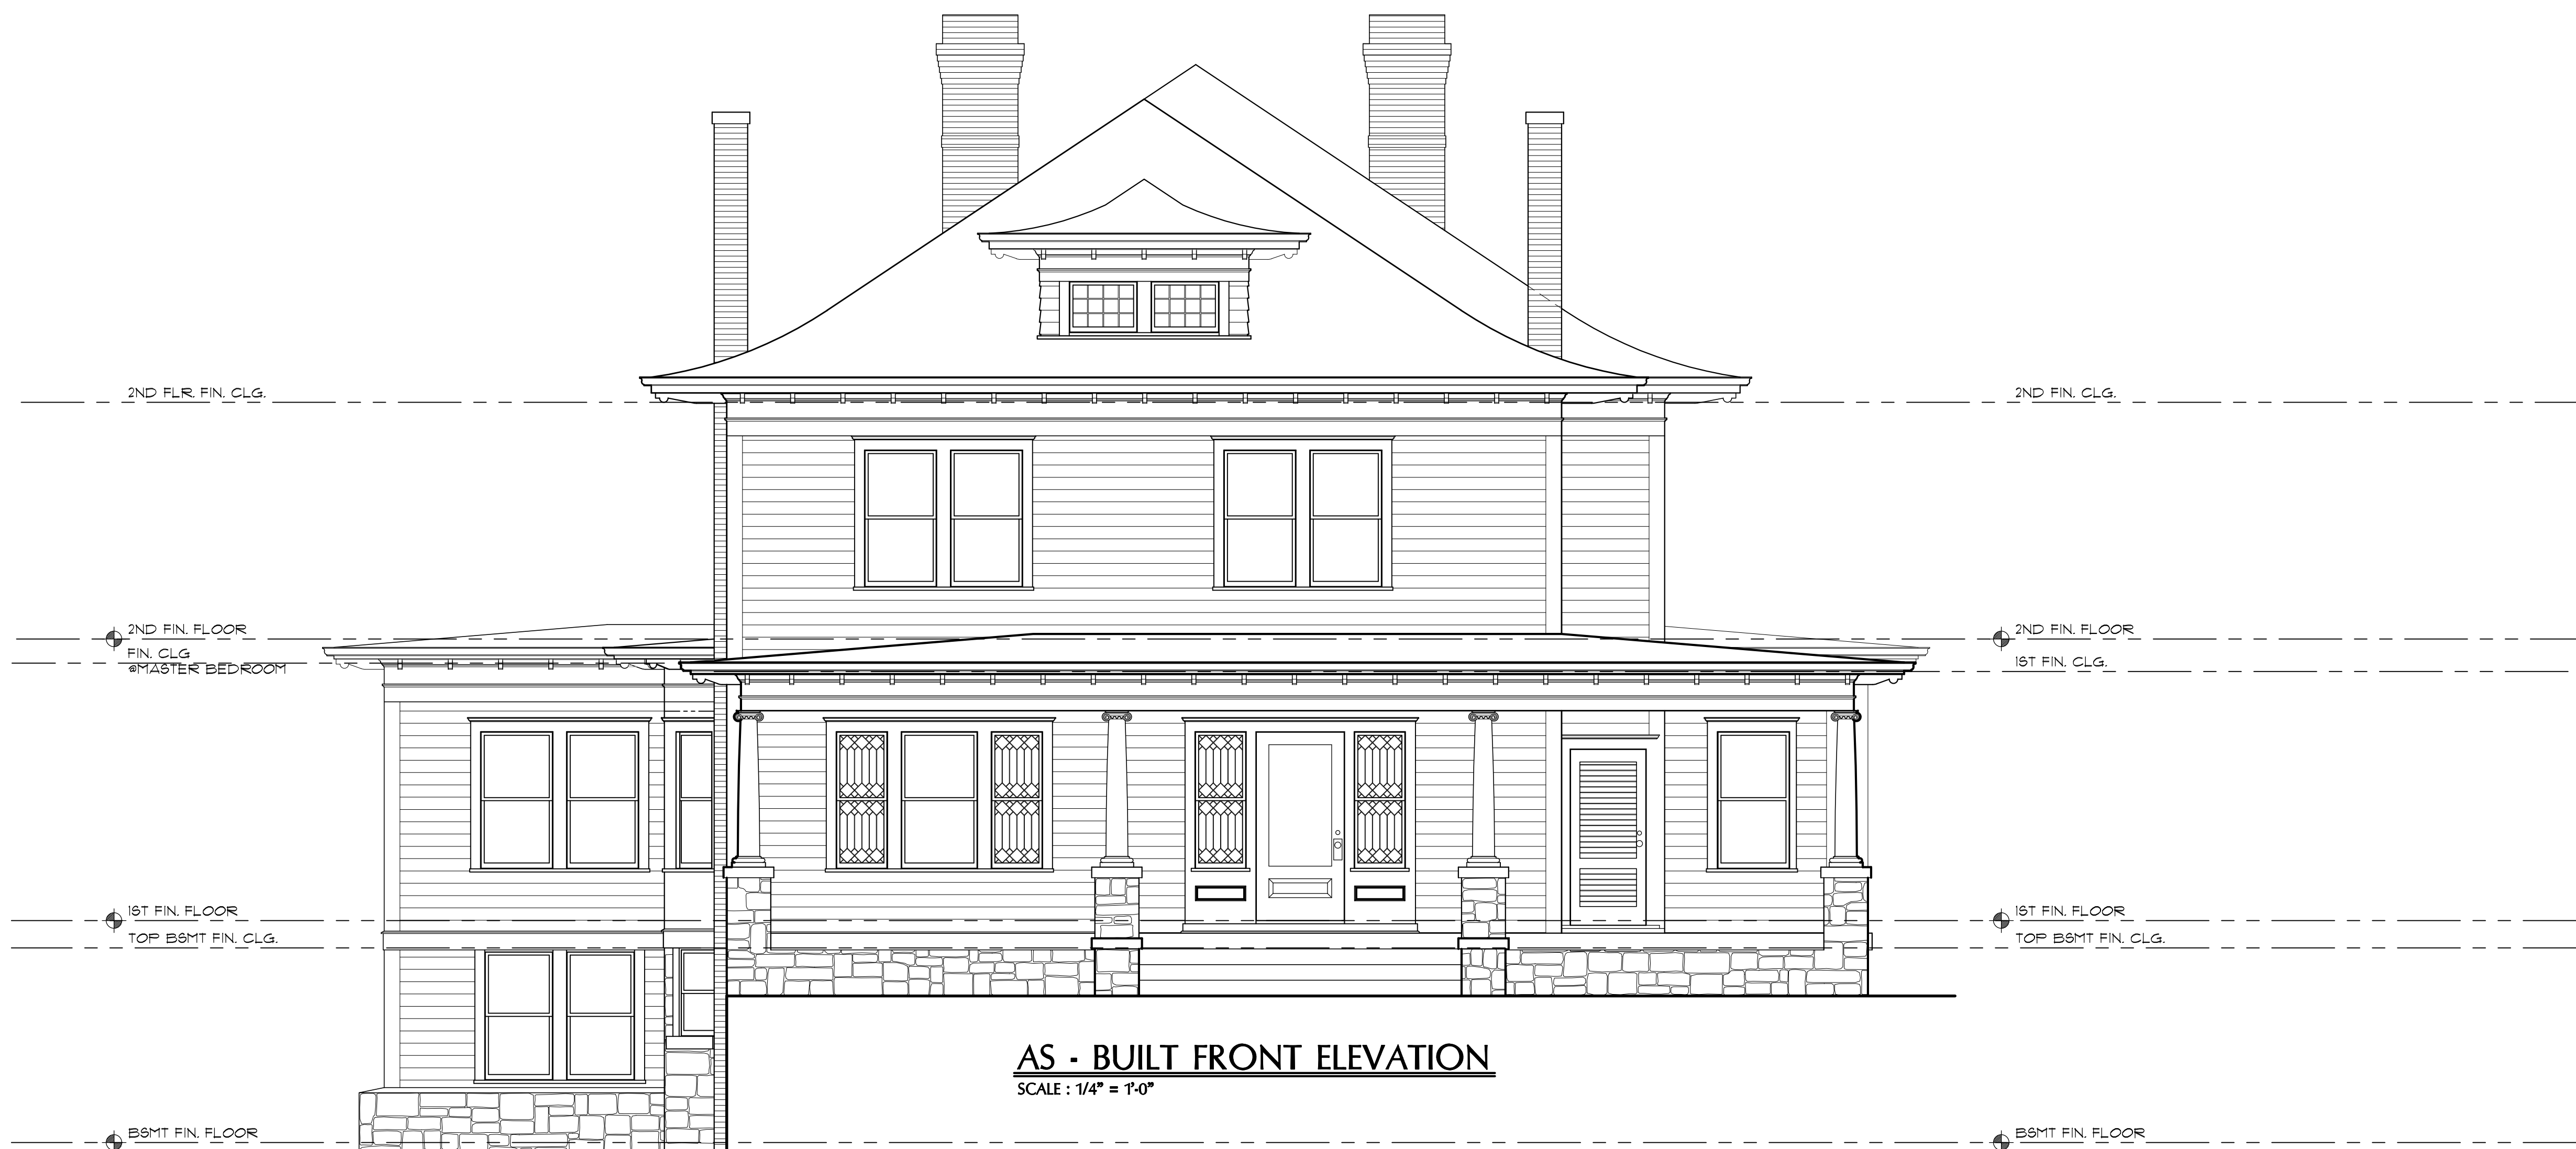 2ND FLR. FIN. CLG.
2ND FIN. CLG.
2ND FIN. FLOOR
FIN. CLG
@MASTER BEDROOM
2ND FIN. FLOOR
1ST FIN. CLG.
1ST FIN. FLOOR
TOP BSMT FIN. CLG.
1ST FIN. FLOOR
TOP BSMT FIN. CLG.
AS - BUILT FRONT ELEVATION
SCALE : 1/4" = 1'-0"
BSMT FIN. FLOOR
BSMT FIN. FLOOR